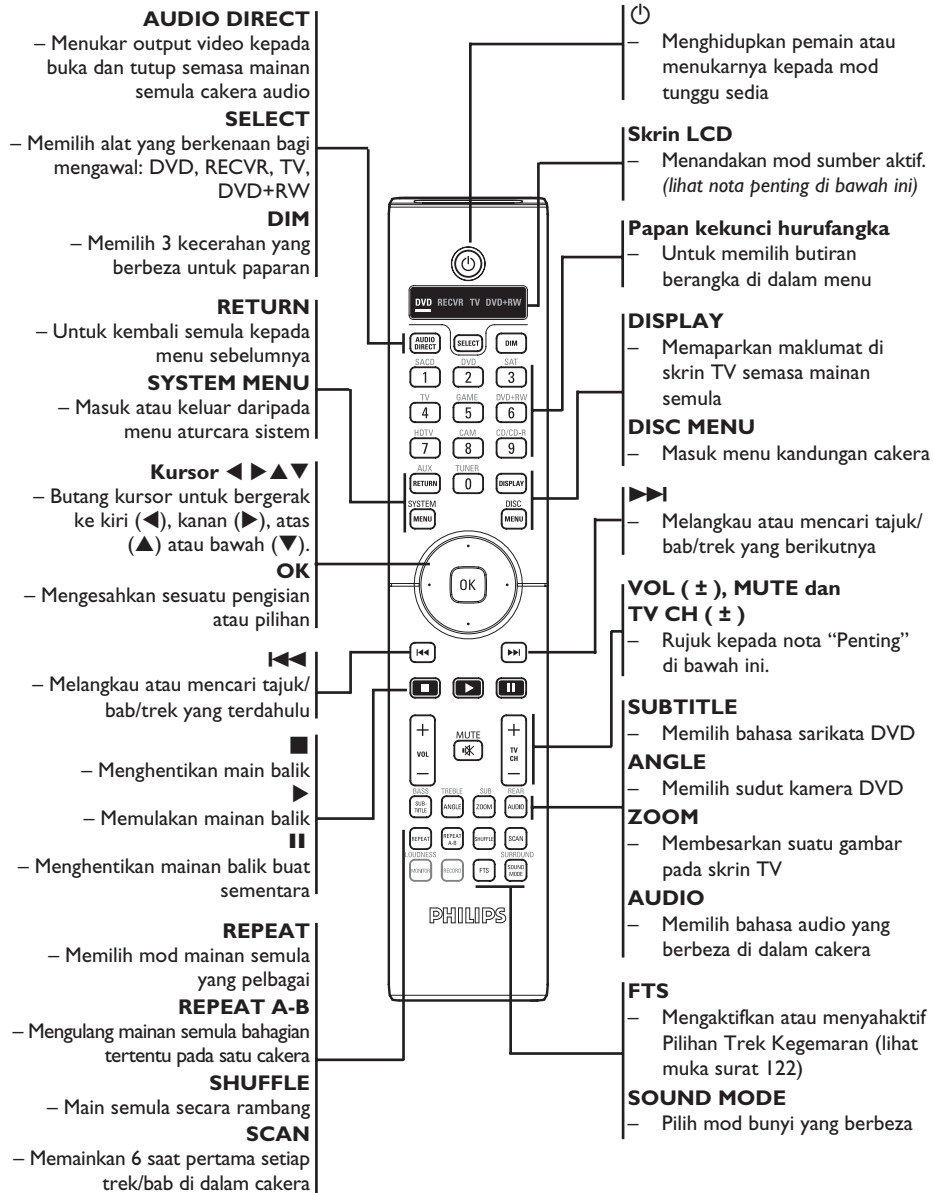 AUDIO DIRECT
– Menukar output video kepada
buka dan tutup semasa mainan
semula cakera audio
SELECT
– Memilih alat yang berkenaan bagi
mengawal: DVD, RECVR, TV,
DVD+RW
DIM
– Memilih 3 kecerahan yang
berbeza untuk paparan
RETURN
– Untuk kembali semula kepada
menu sebelumnya
SYSTEM MENU
– Masuk atau keluar daripada
menu aturcara sistem
Kursor ◀ ▶ ▲ ▼
– Butang kursor untuk bergerak
ke kiri (◀), kanan (▶), atas
(▲) atau bawah (▼).
OK
– Mengesahkan sesuatu pengisian
atau pilihan
⏮
– Melangkau atau mencari tajuk/
bab/trek yang terdahulu
■
– Menghentikan main balik
▶
– Memulakan mainan balik
⏸
– Menghentikan mainan balik buat
sementara
REPEAT
– Memilih mod mainan semula
yang pelbagai
REPEAT A-B
– Mengulang mainan semula bahagian
tertentu pada satu cakera
SHUFFLE
– Main semula secara rambang
SCAN
– Memainkan 6 saat pertama setiap
trek/bab di dalam cakera
DVD RECVR TV DVD+RW
AUDIO DIRECT SELECT DIM
SACD DVD SAT
1 2 3
TV GAME DVD+RW
4 5 6
HDTV CAM CD/CD-R
7 8 9
AUX TUNER
RETURN 0 DISPLAY
SYSTEM DISC
MENU MENU
OK
+ MUTE +
VOL TV CH
– –
BASS TREBLE SUB REAR
SUB-TITLE ANGLE ZOOM AUDIO
REPEAT REPEAT A-B SHUFFLE SCAN
LOUDNESS SURROUND
MONITOR RECORD FTS SOUND MODE
PHILIPS
⏻
– Menghidupkan pemain atau
menukarnya kepada mod
tunggu sedia
Skrin LCD
– Menandakan mod sumber aktif.
(lihat nota penting di bawah ini)
Papan kekunci hurufangka
– Untuk memilih butiran
berangka di dalam menu
DISPLAY
– Memaparkan maklumat di
skrin TV semasa mainan
semula
DISC MENU
– Masuk menu kandungan cakera
⏭
– Melangkau atau mencari tajuk/
bab/trek yang berikutnya
VOL ( ± ), MUTE dan
TV CH ( ± )
– Rujuk kepada nota “Penting”
di bawah ini.
SUBTITLE
– Memilih bahasa sarikata DVD
ANGLE
– Memilih sudut kamera DVD
ZOOM
– Membesarkan suatu gambar
pada skrin TV
AUDIO
– Memilih bahasa audio yang
berbeza di dalam cakera
FTS
– Mengaktifkan atau menyahaktif
Pilihan Trek Kegemaran (lihat
muka surat 122)
SOUND MODE
– Pilih mod bunyi yang berbeza